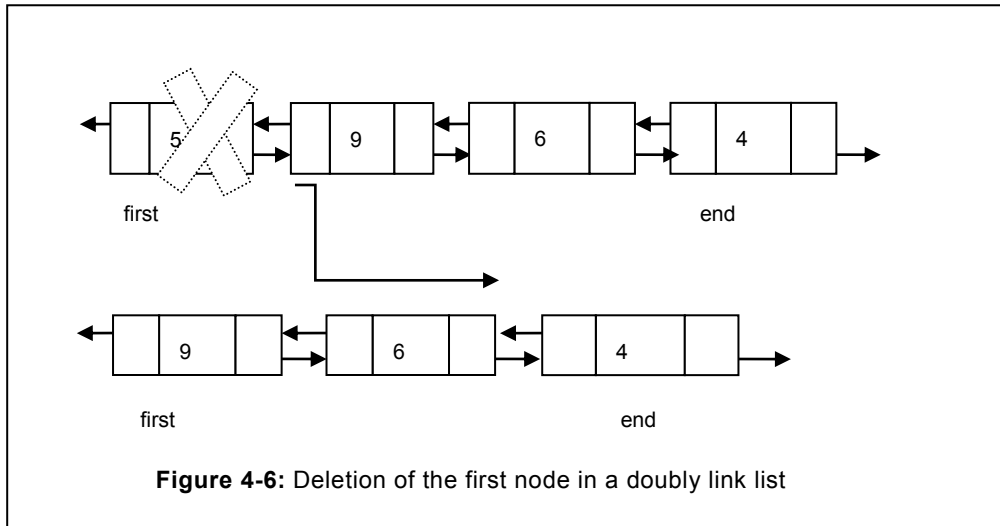 5 9 6 4
first end
9 6 4
first end
Figure 4-6: Deletion of the first node in a doubly link list